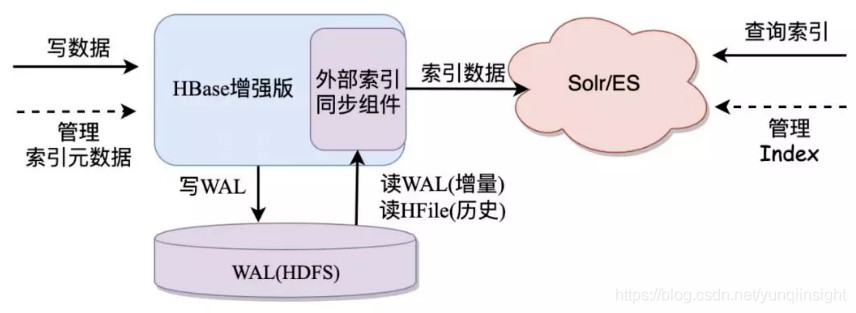 写数据
管理
索引元数据
HBase增强版
外部索引
同步组件
索引数据
Solr/ES
查询索引
管理
Index
写WAL
读WAL(增量)
读HFile(历史)
WAL(HDFS)
https://blog.csdn.net/yunqiinsight